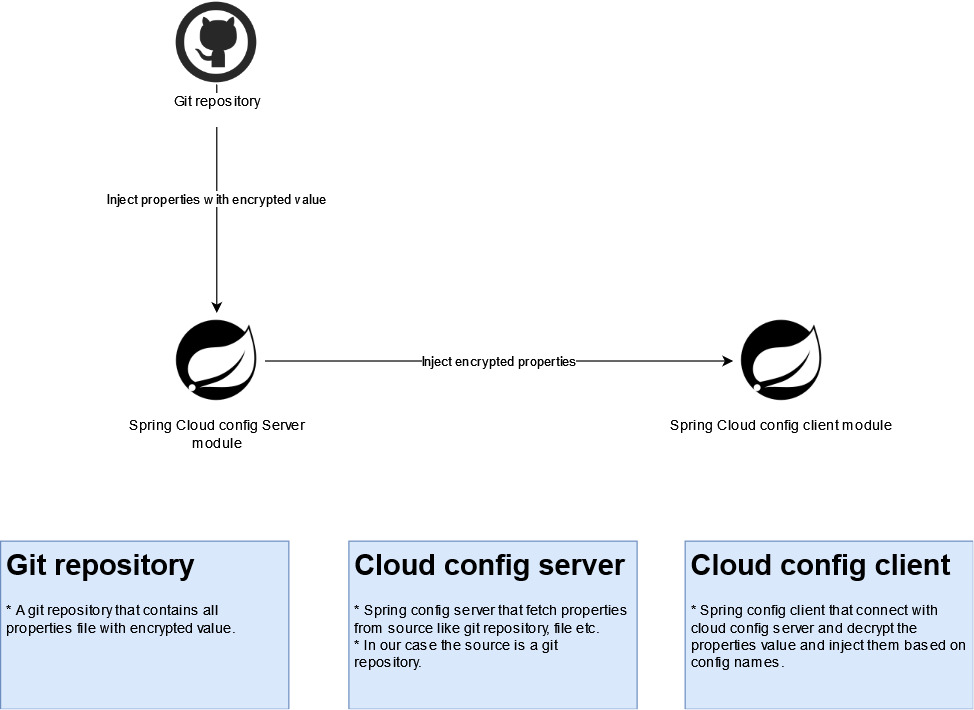 Git repository
Inject properties with encrypted value
Inject encrypted properties
Spring Cloud config Server
module
Spring Cloud config client module
Git repository
* A git repository that contains all
properties file with encrypted value.
Cloud config server
* Spring config server that fetch properties
from source like git repository, file etc.
* In our case the source is a git
repository.
Cloud config client
* Spring config client that connect with
cloud config server and decrypt the
properties value and inject them based on
config names.